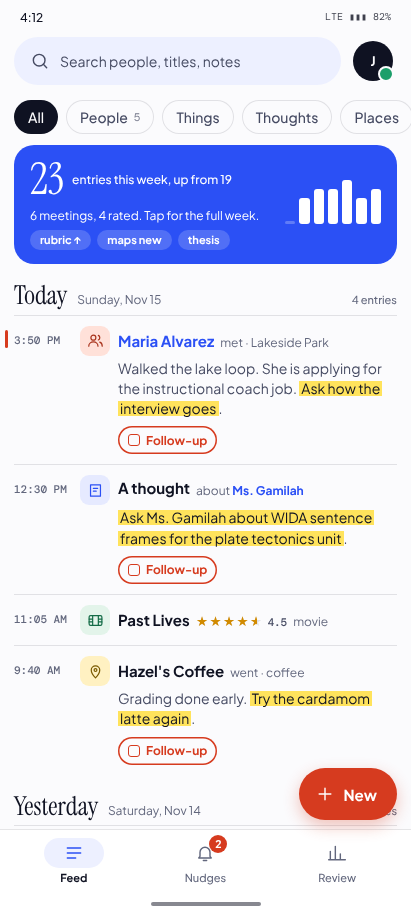 4:12
LTE 82%
Search people, titles, notes
J
All
People 5
Things
Thoughts
Places
23 entries this week, up from 19
6 meetings, 4 rated. Tap for the full week.
rubric ↑ maps new thesis
Today Sunday, Nov 15 4 entries
3:50 PM Maria Alvarez met · Lakeside Park
Walked the lake loop. She is applying for
the instructional coach job. Ask how the
interview goes.
Follow-up
12:30 PM A thought about Ms. Gamilah
Ask Ms. Gamilah about WIDA sentence
frames for the plate tectonics unit.
Follow-up
11:05 AM Past Lives 4.5 movie
9:40 AM Hazel's Coffee went · coffee
Grading done early. Try the cardamom
latte again.
Follow-up
+ New
Yesterday Saturday, Nov 14
2
Feed Nudges Review